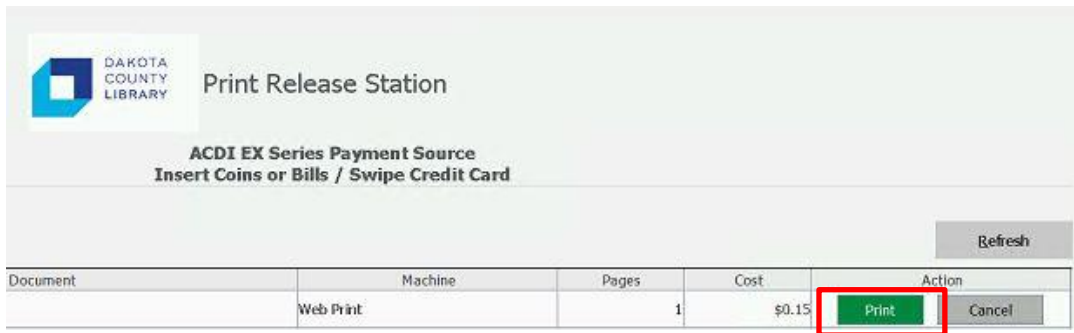 DAKOTA
COUNTY
LIBRARY
Print Release Station
ACDI EX Series Payment Source
Insert Coins or Bills / Swipe Credit Card
Refresh
Document Machine Pages Cost Action
Web Print 1 $0.15 Print Cancel